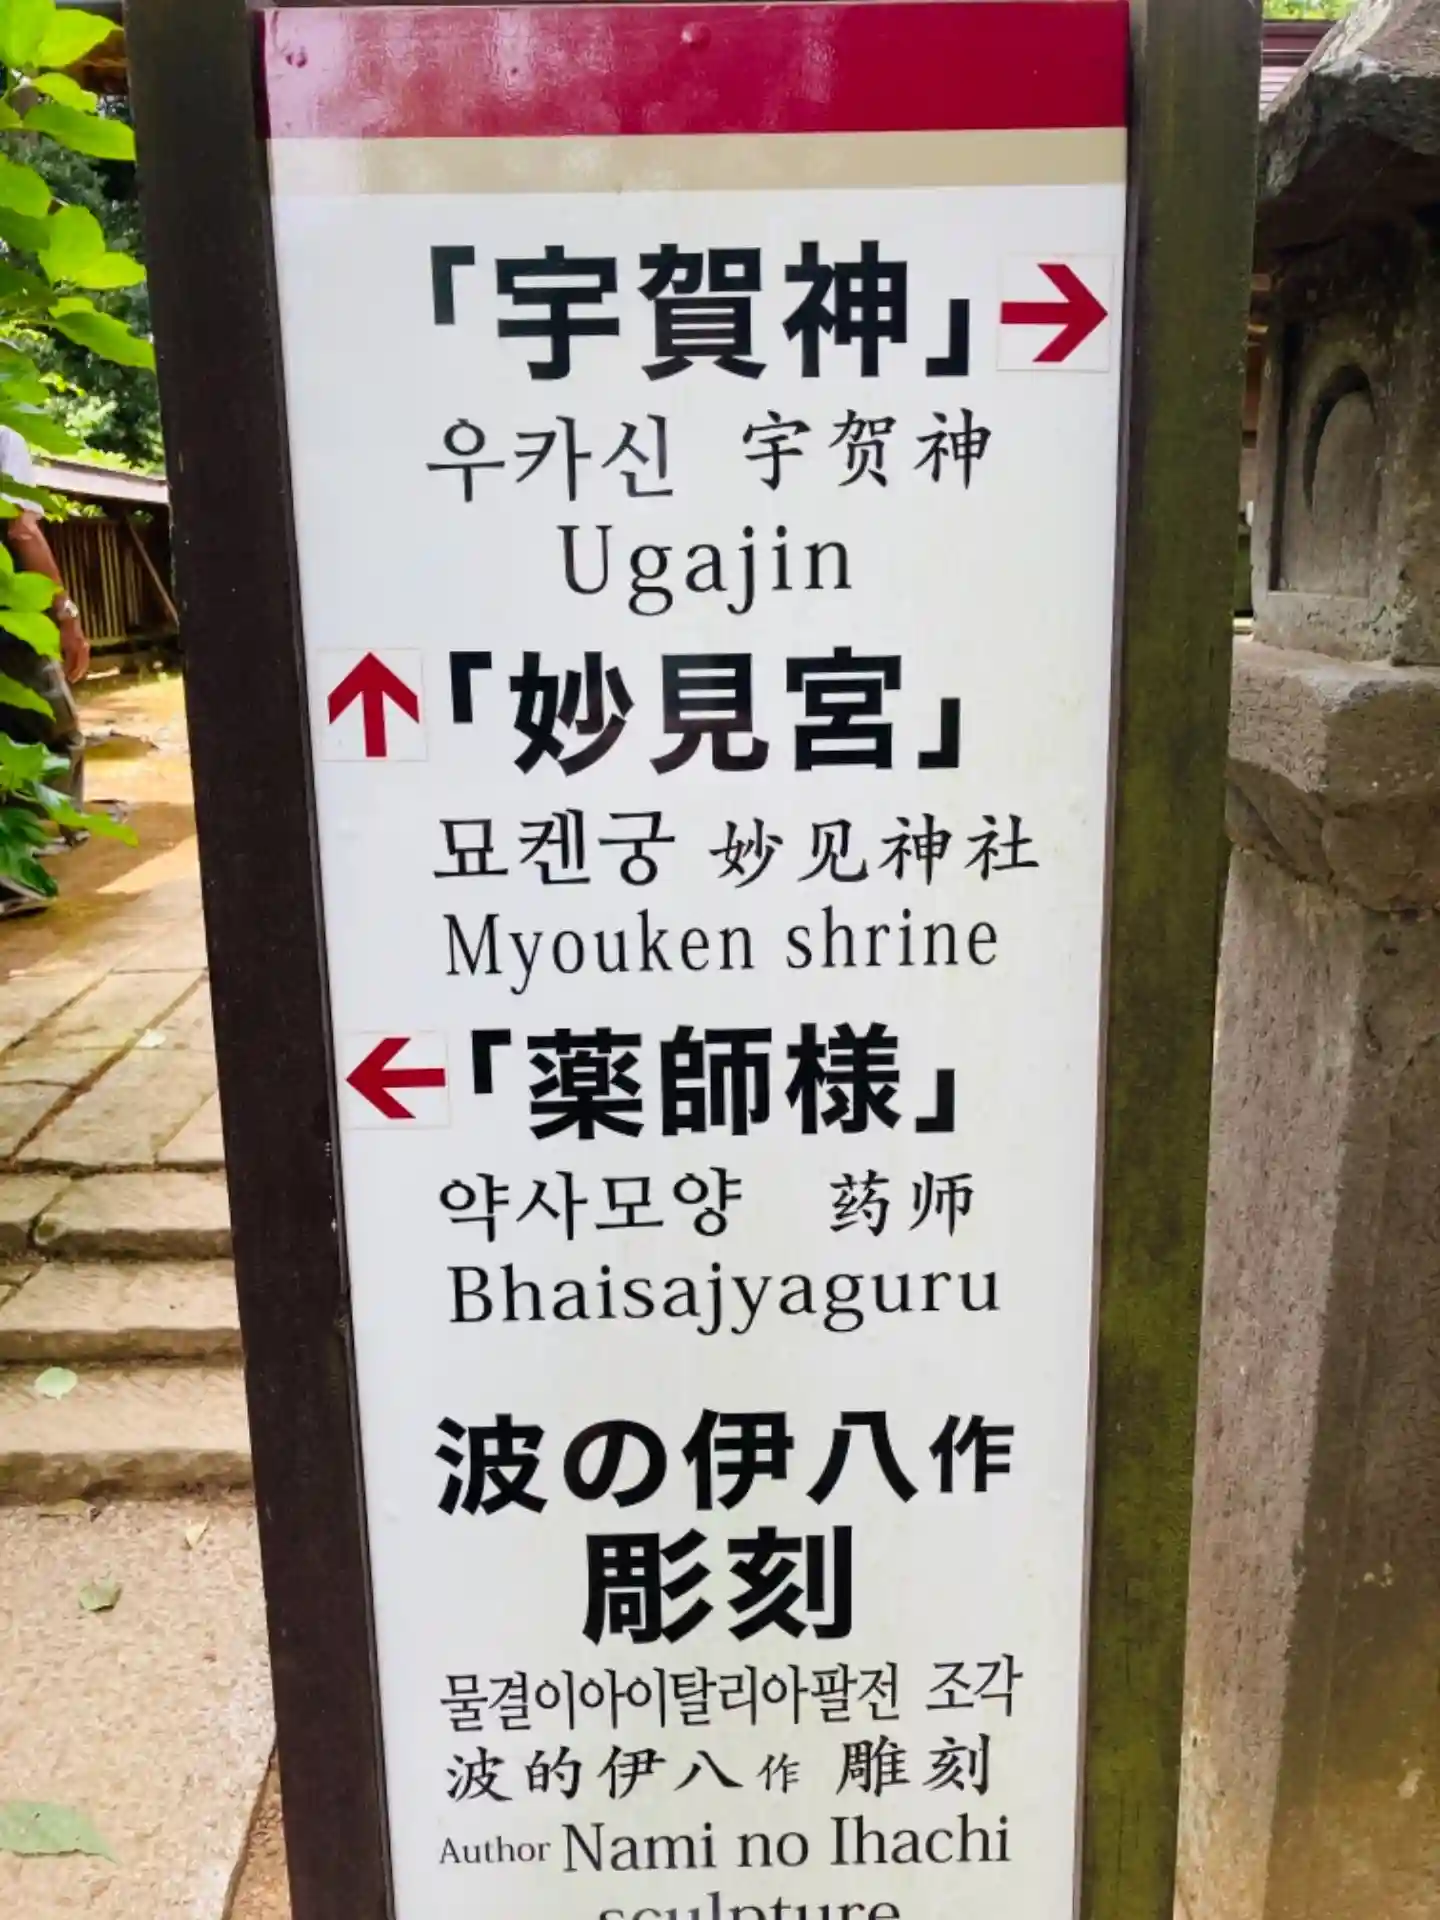 「宇賀神」→
우카신 宇贺神
Ugajin
↑「妙見宮」
묘켄궁 妙见神社
Myouken shrine
←「薬師様」
약사모양 药师
Bhaisajyaguru
波の伊八作
彫刻
물결이아이탈리아팔전 조각
波的伊八作 雕刻
Author Nami no Ihachi
sculpture